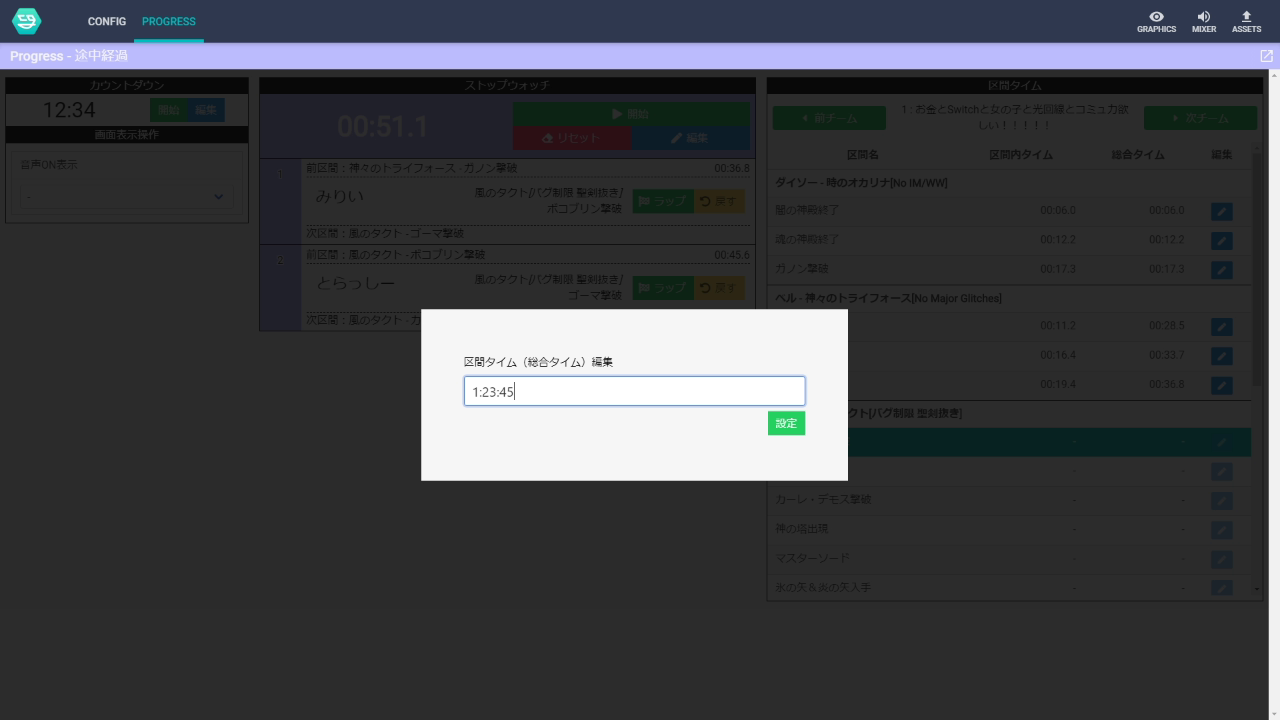 CONFIG
PROGRESS
GRAPHICS
MIXER
ASSETS
Progress - 途中経過
カウントダウン
12:34
開始
編集
画面表示操作
音声ON表示
-
ストップウォッチ
00:51.1
開始
リセット
編集
1
前区間：神々のトライフォース - ガノン撃破
00:36.8
みりい
風のタクト[バグ制限 聖剣抜き]
ボコブリン撃破
ラップ
戻す
次区間：風のタクト - ゴーマ撃破
2
前区間：風のタクト - ボコブリン撃破
00:45.6
とらっしー
風のタクト[バグ制限 聖剣抜き]
ゴーマ撃破
ラップ
戻す
次区間：風のタクト - カ
区間タイム
前チーム
1 : お金とSwitchと女の子と光回線とコミュ力欲
しい！！！！！
次チーム
区間名 区間内タイム 総合タイム 編集
ダイソー - 時のオカリナ[No IM/WW]
闇の神殿終了 00:06.0 00:06.0
魂の神殿終了 00:12.2 00:12.2
ガノン撃破 00:17.3 00:17.3
ベル - 神々のトライフォース[No Major Glitches]
00:11.2 00:28.5
00:16.4 00:33.7
00:19.4 00:36.8
クト[バグ制限 聖剣抜き]
- -
- -
カーレ・デモス撃破 - -
神の塔出現 - -
マスターソード - -
氷の矢＆炎の矢入手 - -
区間タイム（総合タイム）編集
1:23:45
設定